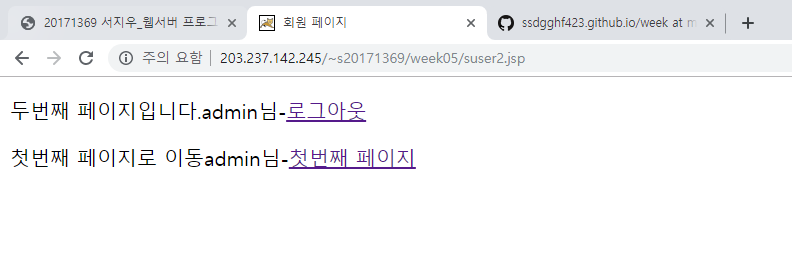 20171369 서지우_웹서버 프로그
회원 페이지
ssdgghf423.github.io/week at m
주의 요함 | 203.237.142.245/~s20171369/week05/suser2.jsp
두번째 페이지입니다.admin님-로그아웃
첫번째 페이지로 이동admin님-첫번째 페이지